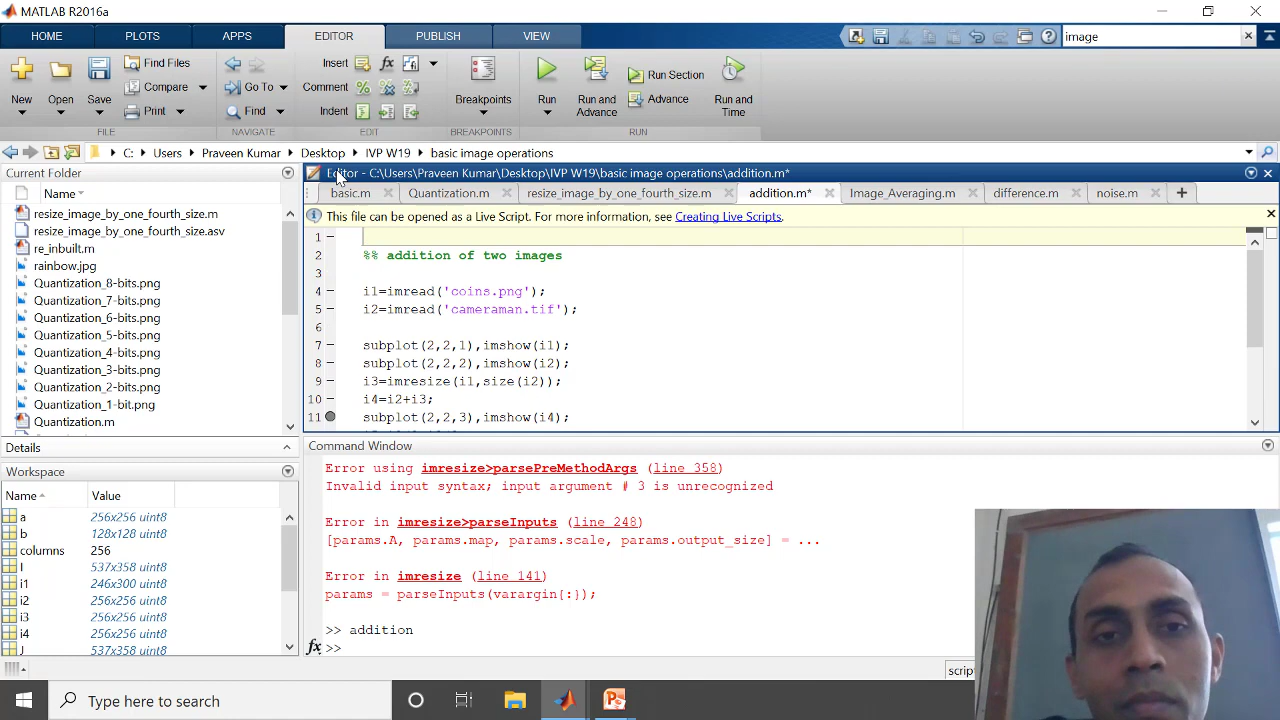 MATLAB R2016a
HOME PLOTS APPS EDITOR PUBLISH VIEW image
New Open Save Find Files Compare Print Go To Find Insert Comment Indent Breakpoints Run Run and Advance Run Section Advance Run and Time
FILE NAVIGATE EDIT BREAKPOINTS RUN
C: Users Praveen Kumar Desktop IVP W19 basic image operations
Current Folder
Name
resize_image_by_one_fourth_size.m
resize_image_by_one_fourth_size.asv
re_inbuilt.m
rainbow.jpg
Quantization_8-bits.png
Quantization_7-bits.png
Quantization_6-bits.png
Quantization_5-bits.png
Quantization_4-bits.png
Quantization_3-bits.png
Quantization_2-bits.png
Quantization_1-bit.png
Quantization.m
Details
Workspace
Name Value
a 256x256 uint8
b 128x128 uint8
columns 256
I 537x358 uint8
i1 246x300 uint8
i2 256x256 uint8
i3 256x256 uint8
i4 256x256 uint8
J 537x358 uint8
Editor - C:\Users\Praveen Kumar\Desktop\IVP W19\basic image operations\addition.m*
basic.m Quantization.m resize_image_by_one_fourth_size.m addition.m* Image_Averaging.m difference.m noise.m
This file can be opened as a Live Script. For more information, see Creating Live Scripts.
1
2 %% addition of two images
3
4 i1=imread('coins.png');
5 i2=imread('cameraman.tif');
6
7 subplot(2,2,1),imshow(i1);
8 subplot(2,2,2),imshow(i2);
9 i3=imresize(i1,size(i2));
10 i4=i2+i3;
11 subplot(2,2,3),imshow(i4);
Command Window
Error using imresize>parsePreMethodArgs (line 358)
Invalid input syntax; input argument # 3 is unrecognized
Error in imresize>parseInputs (line 248)
[params.A, params.map, params.scale, params.output_size] = ...
Error in imresize (line 141)
params = parseInputs(varargin{:});
>> addition
fx >>
Type here to search